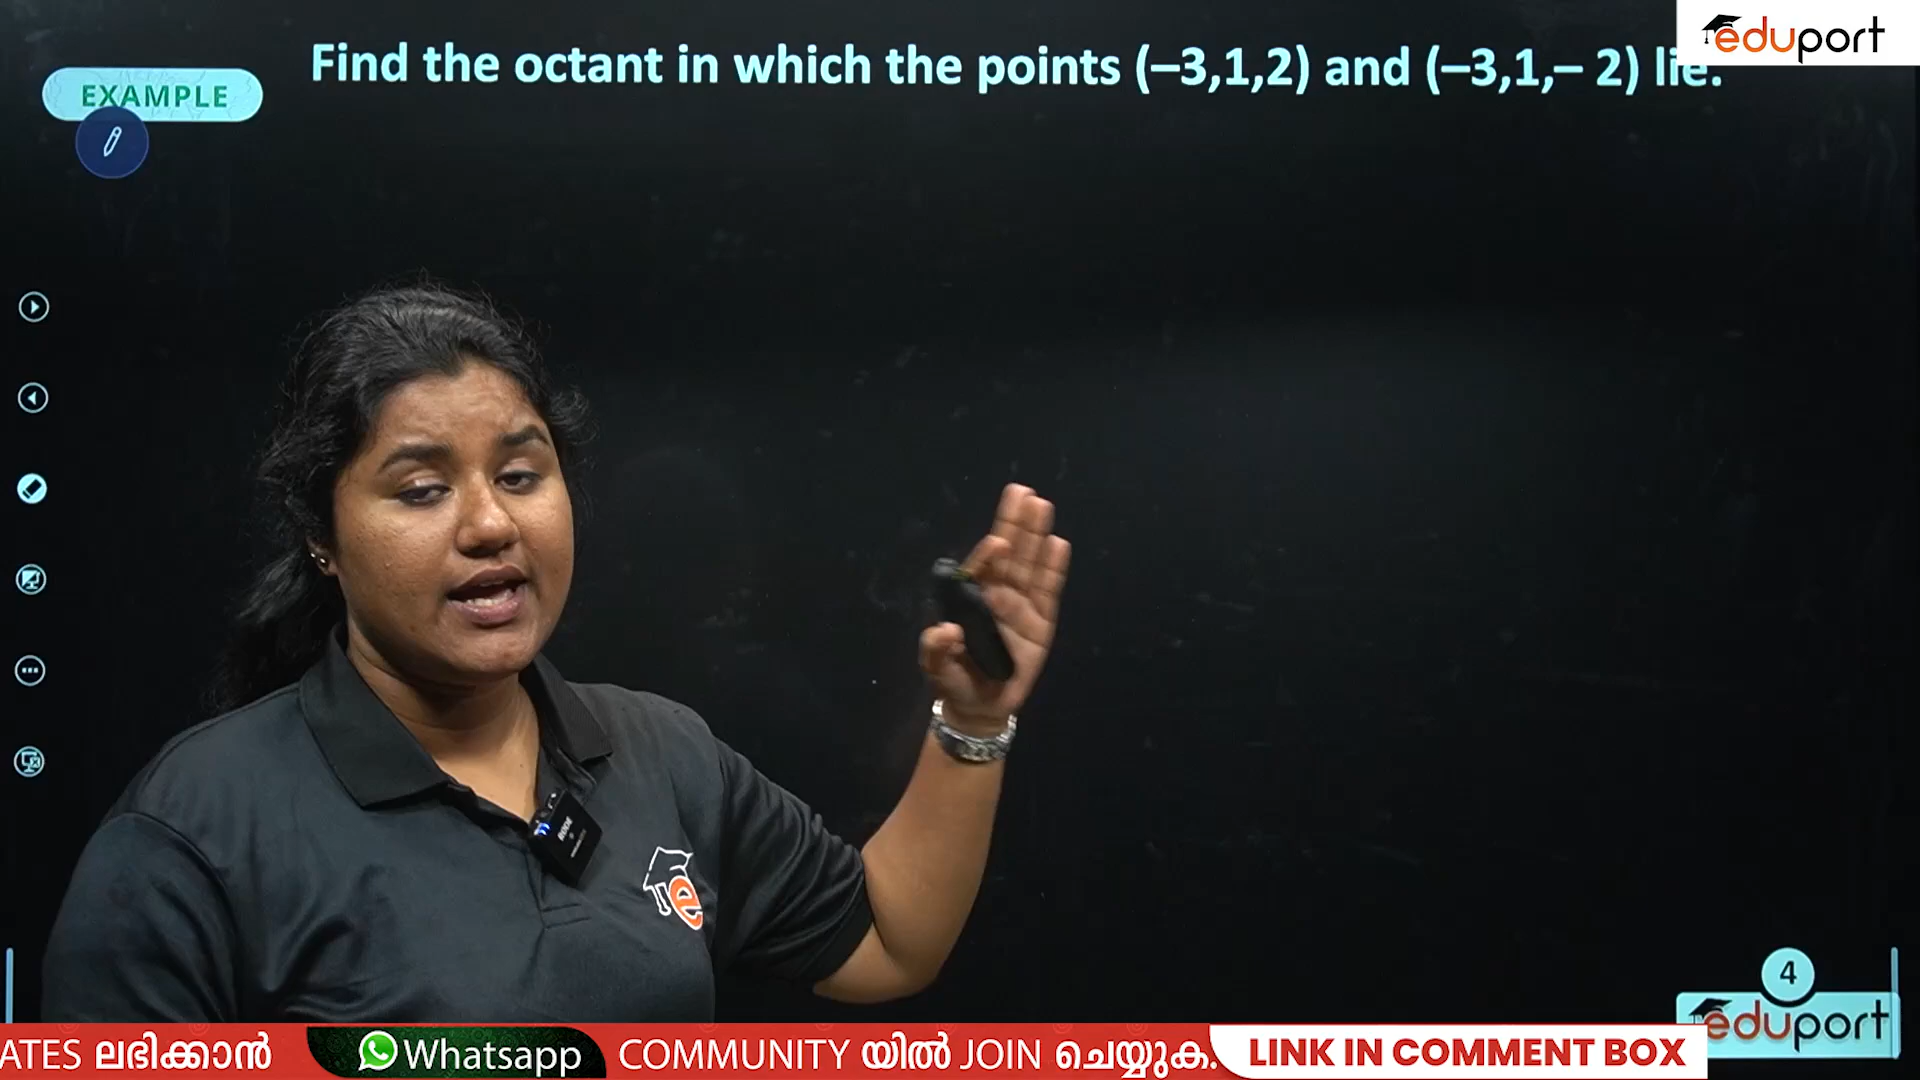 eduport
Find the octant in which the points (–3,1,2) and (–3,1,– 2) lie.
EXAMPLE
RODE
e
4
eduport
ATES ലഭിക്കാൻ Whatsapp COMMUNITY യിൽ JOIN ചെയ്യുക. LINK IN COMMENT BOX